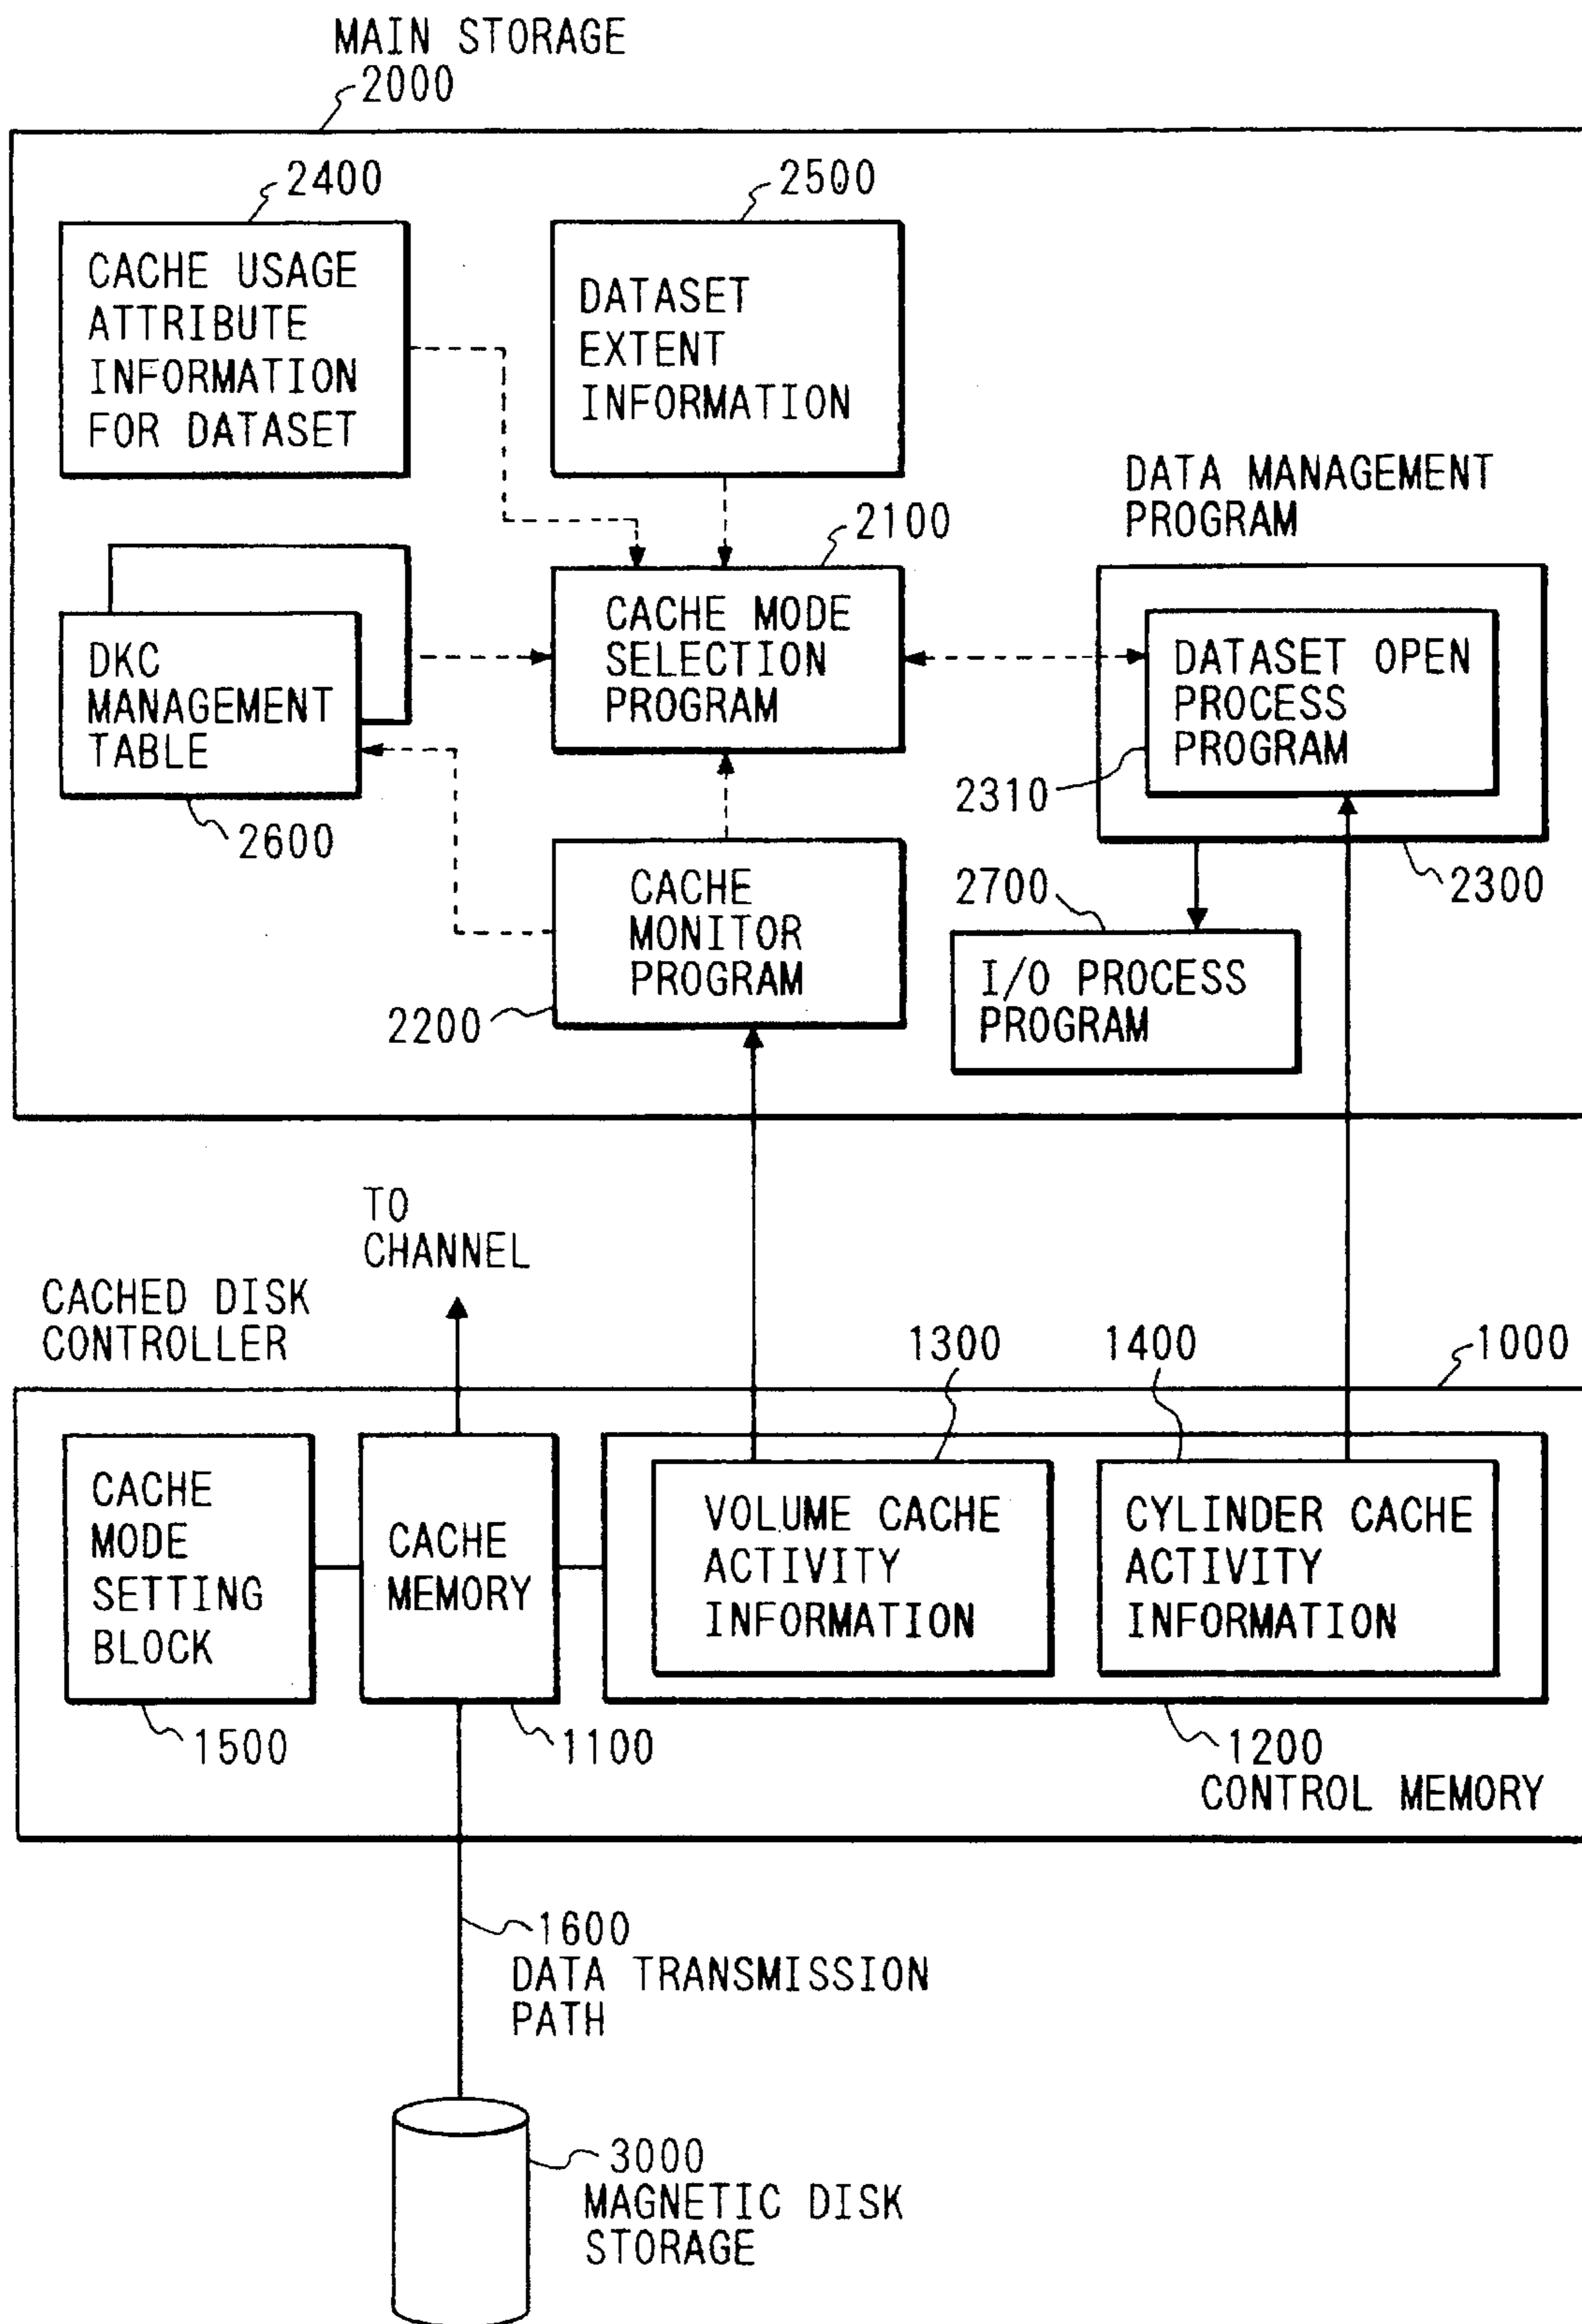 MAIN STORAGE
2000
2400
2500
CACHE USAGE
ATTRIBUTE
INFORMATION
FOR DATASET
DATASET
EXTENT
INFORMATION
DATA MANAGEMENT
PROGRAM
2100
DKC
MANAGEMENT
TABLE
CACHE MODE
SELECTION
PROGRAM
DATASET OPEN
PROCESS
PROGRAM
2310
2600
2300
CACHE
MONITOR
PROGRAM
2700
I/O PROCESS
PROGRAM
2200
TO
CHANNEL
CACHED DISK
CONTROLLER
1300
1400
1000
CACHE
MODE
SETTING
BLOCK
CACHE
MEMORY
VOLUME CACHE
ACTIVITY
INFORMATION
CYLINDER CACHE
ACTIVITY
INFORMATION
1500
1100
1200
CONTROL MEMORY
1600
DATA TRANSMISSION
PATH
3000
MAGNETIC DISK
STORAGE